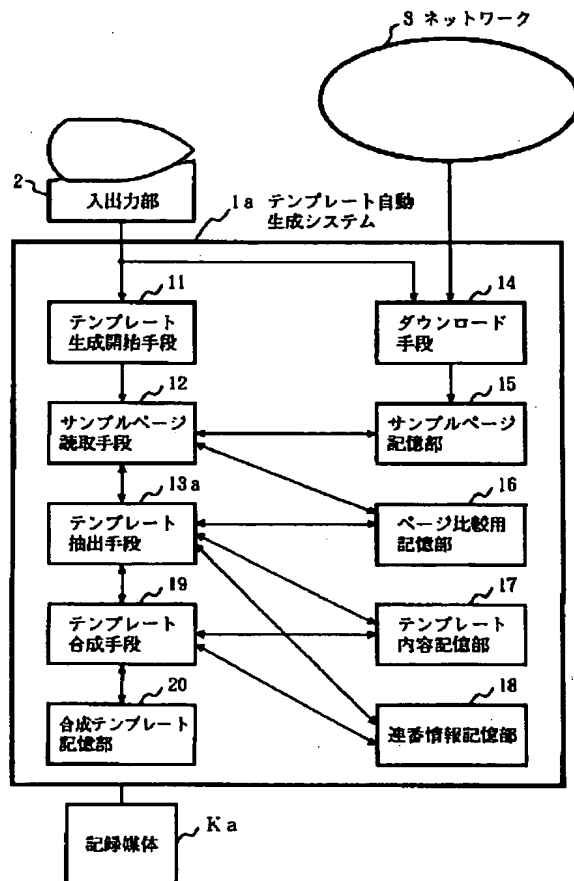 3 ネットワーク
2
入出力部
1a テンプレート自動
生成システム
11
テンプレート
生成開始手段
14
ダウンロード
手段
12
サンプルページ
読取手段
15
サンプルページ
記憶部
13a
テンプレート
抽出手段
16
ページ比較用
記憶部
19
テンプレート
合成手段
17
テンプレート
内容記憶部
20
合成テンプレート
記憶部
18
連番情報記憶部
記録媒体
Ka